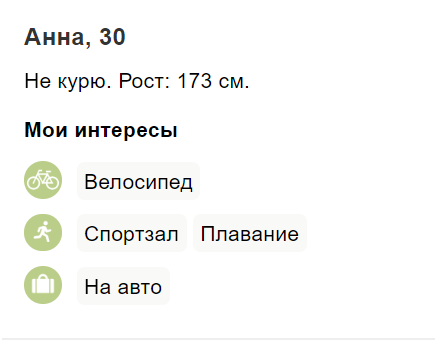 Анна, 30
Не курю. Рост: 173 см.
Мои интересы
Велосипед
Спортзал Плавание
На авто